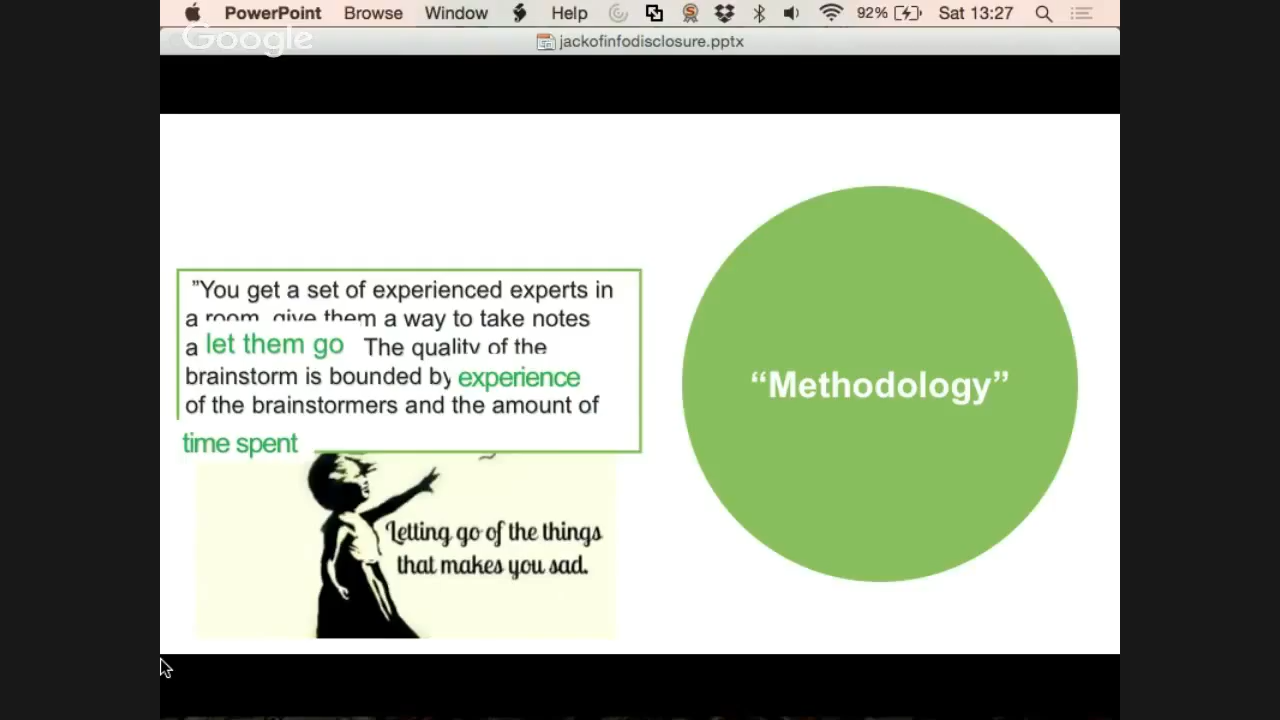 PowerPoint Browse Window Help 92% Sat 13:27
Google
jackofinfodisclosure.pptx
”You get a set of experienced experts in
a room, give them a way to take notes
a let them go The quality of the
brainstorm is bounded by experience
of the brainstormers and the amount of
time spent
Letting go of the things
that makes you sad.
“Methodology”